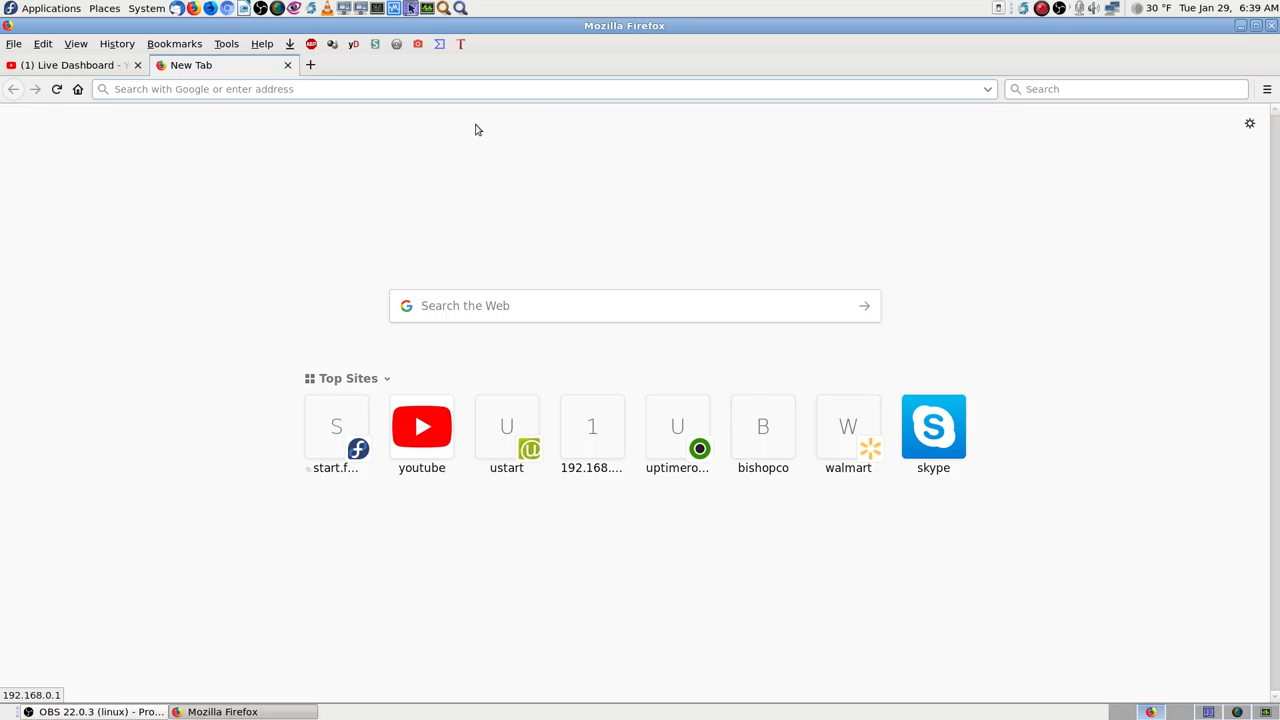 Applications Places System 30 °F Tue Jan 29, 6:39 AM
Mozilla Firefox
File Edit View History Bookmarks Tools Help ABP yD S T
(1) Live Dashboard - New Tab
Search with Google or enter address Search
Search the Web
Top Sites
S U 1 U B W
start.f... youtube ustart 192.168.... uptimero... bishopco walmart skype
192.168.0.1
OBS 22.0.3 (linux) - Pro... Mozilla Firefox